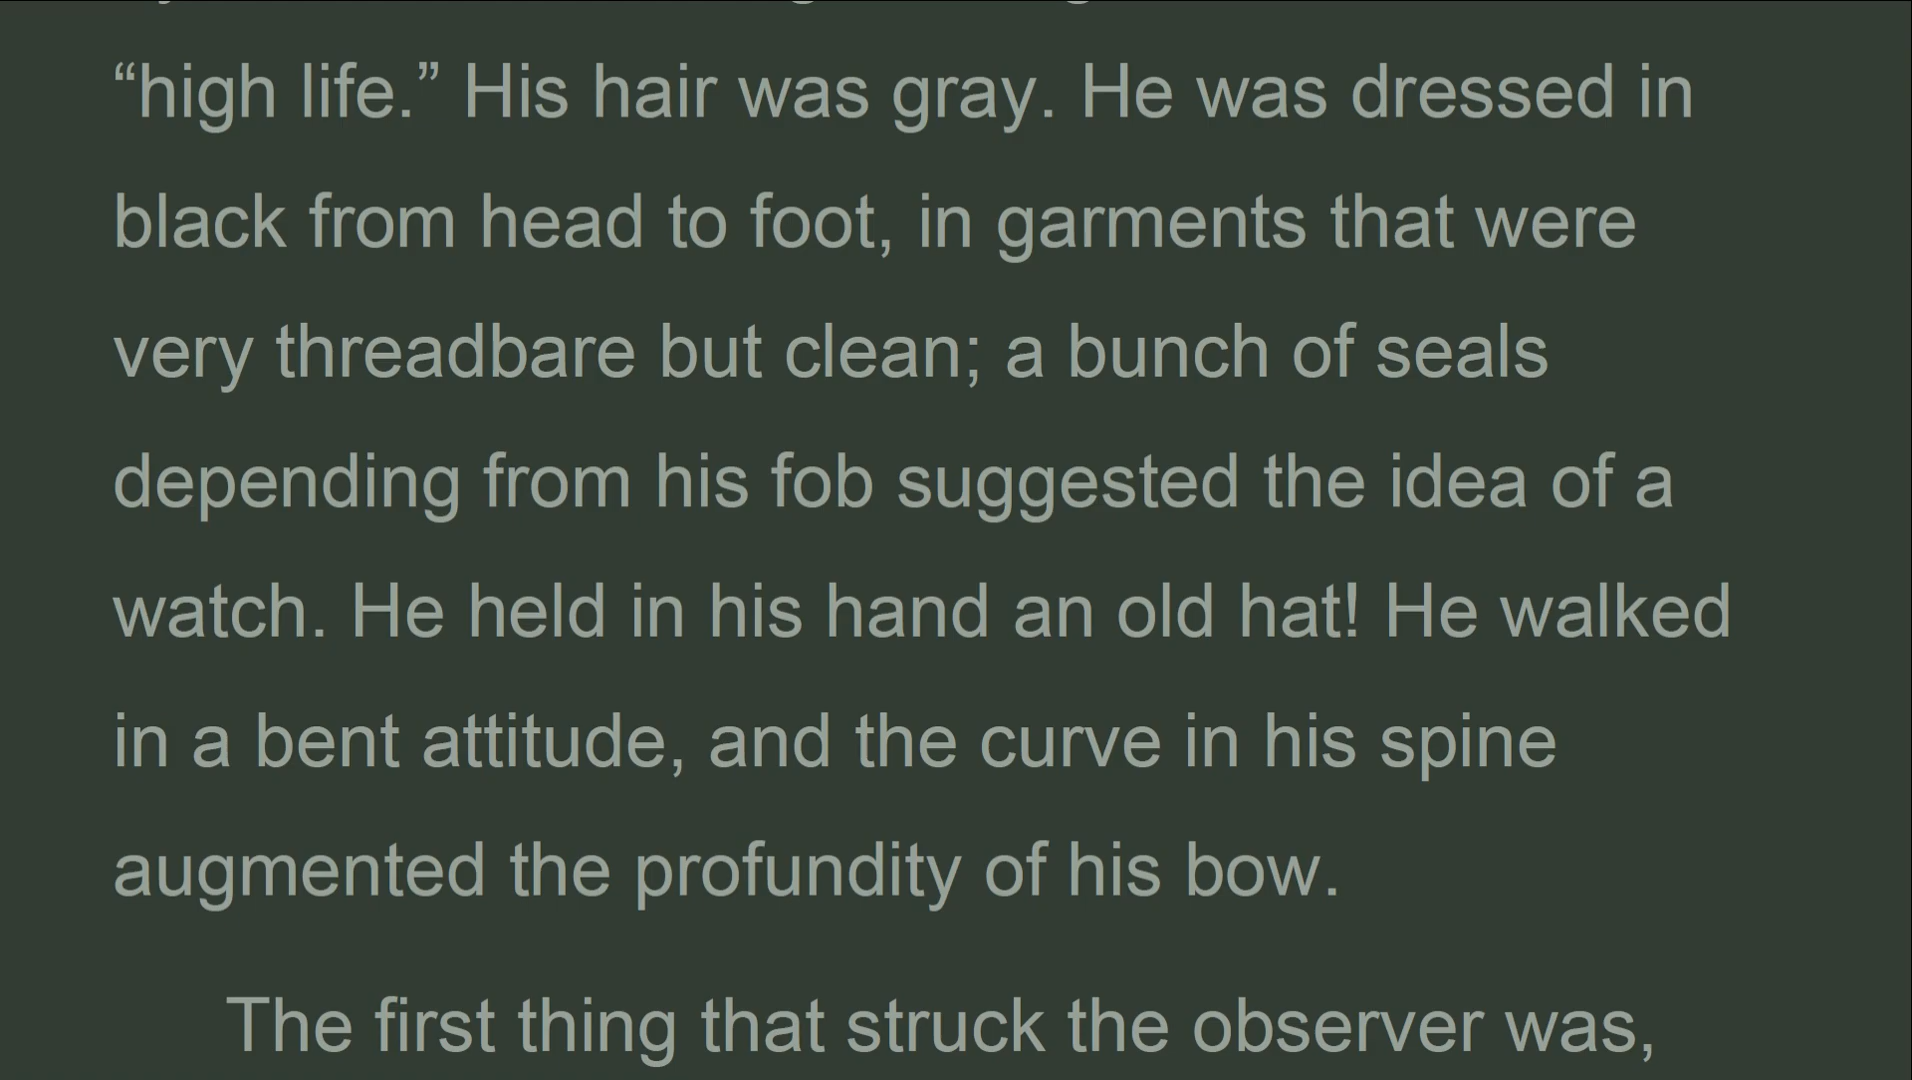 “high life.” His hair was gray. He was dressed in
black from head to foot, in garments that were
very threadbare but clean; a bunch of seals
depending from his fob suggested the idea of a
watch. He held in his hand an old hat! He walked
in a bent attitude, and the curve in his spine
augmented the profundity of his bow.
The first thing that struck the observer was,